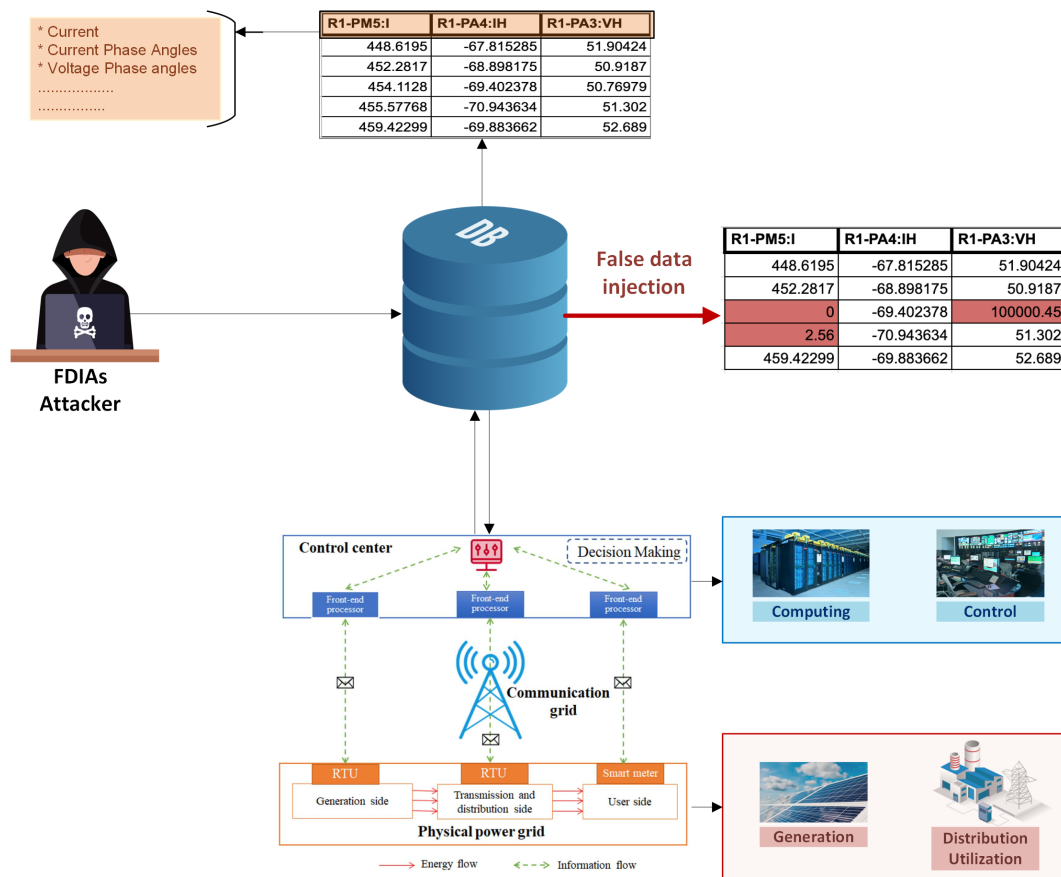 * Current
* Current Phase Angles
* Voltage Phase angles
..................
................
R1-PM5:I R1-PA4:IH R1-PA3:VH
448.6195 -67.815285 51.90424
452.2817 -68.898175 50.9187
454.1128 -69.402378 50.76979
455.57768 -70.943634 51.302
459.42299 -69.883662 52.689
DB
False data
injection
R1-PM5:I R1-PA4:IH R1-PA3:VH
448.6195 -67.815285 51.90424
452.2817 -68.898175 50.9187
0 -69.402378 100000.45
2.56 -70.943634 51.302
459.42299 -69.883662 52.689
FDIAs
Attacker
Control center
Decision Making
Front-end
processor
Front-end
processor
Front-end
processor
Computing
Control
Communication
grid
RTU
RTU
Smart meter
Generation side
Transmission and
distribution side
User side
Physical power grid
Energy flow
Information flow
Generation
Distribution
Utilization